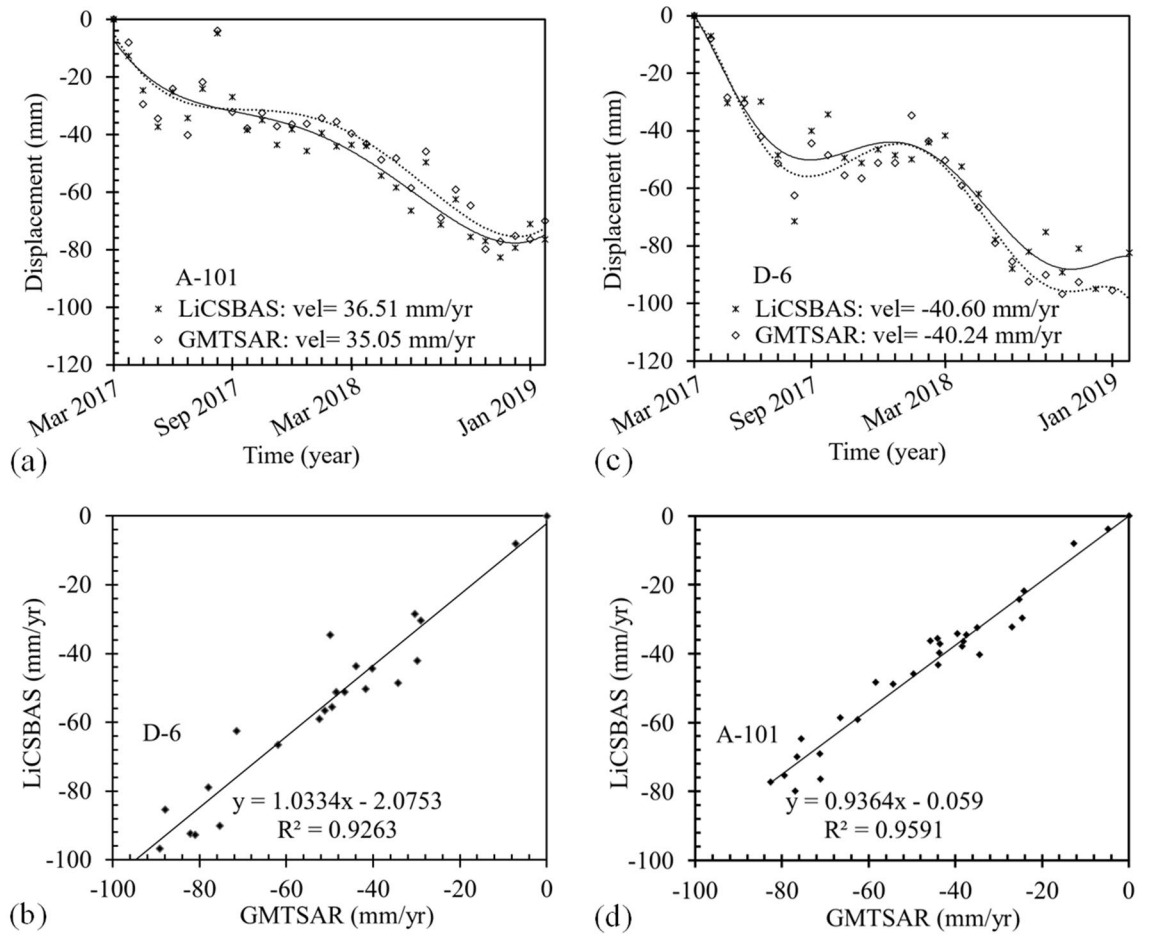 0
-20
-40
-60
-80
-100
-120
Displacement (mm)
A-101
LiCSBAS: vel= 36.51 mm/yr
GMTSAR: vel= 35.05 mm/yr
Mar 2017
Sep 2017
Mar 2018
Jan 2019
Time (year)
(a)
0
-20
-40
-60
-80
-100
-120
Displacement (mm)
D-6
LiCSBAS: vel= -40.60 mm/yr
GMTSAR: vel= -40.24 mm/yr
Mar 2017
Sep 2017
Mar 2018
Jan 2019
Time (year)
(c)
0
-20
-40
-60
-80
-100
LiCSBAS (mm/yr)
D-6
y = 1.0334x - 2.0753
R² = 0.9263
-100 -80 -60 -40 -20 0
GMTSAR (mm/yr)
(b)
0
-20
-40
-60
-80
-100
LiCSBAS (mm/yr)
A-101
y = 0.9364x - 0.059
R² = 0.9591
-100 -80 -60 -40 -20 0
GMTSAR (mm/yr)
(d)